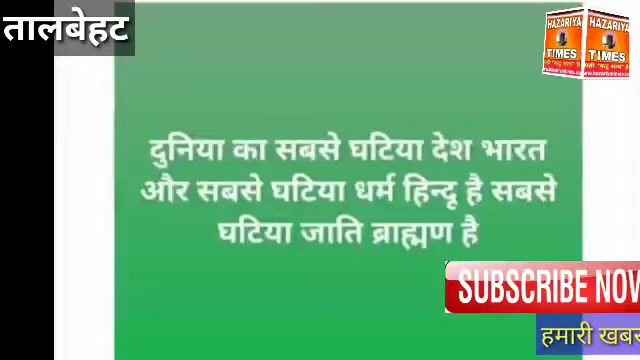 तालबेहट
HAZARIYA
TIMES
HAZARIYA
TIMES
दुनिया का सबसे घटिया देश भारत
और सबसे घटिया धर्म हिन्दू है सबसे
घटिया जाति ब्राह्मण है
SUBSCRIBE NOW
हमारी खबर